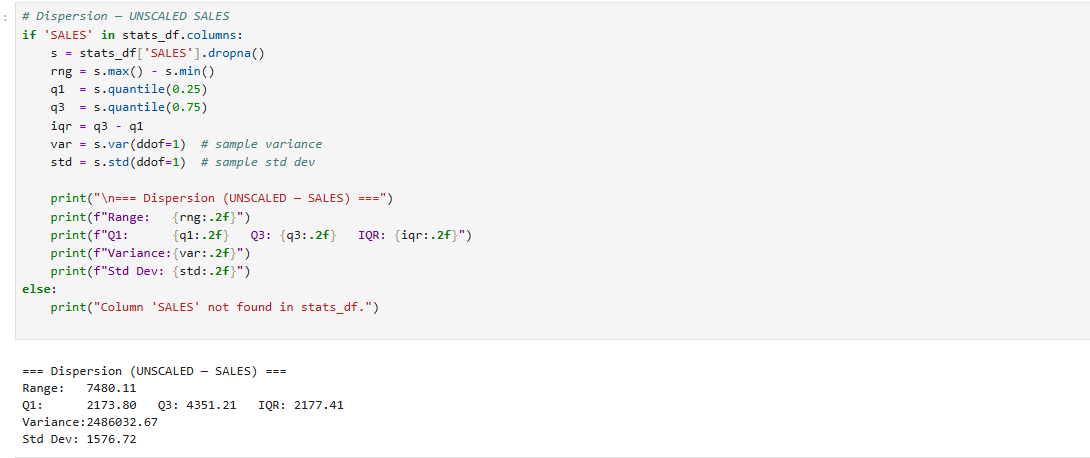 :
# Dispersion — UNSCALED SALES
if 'SALES' in stats_df.columns:
    s = stats_df['SALES'].dropna()
    rng = s.max() - s.min()
    q1  = s.quantile(0.25)
    q3  = s.quantile(0.75)
    iqr = q3 - q1
    var = s.var(ddof=1)  # sample variance
    std = s.std(ddof=1)  # sample std dev

    print("\n=== Dispersion (UNSCALED — SALES) ===")
    print(f"Range:   {rng:.2f}")
    print(f"Q1:      {q1:.2f}   Q3: {q3:.2f}   IQR: {iqr:.2f}")
    print(f"Variance:{var:.2f}")
    print(f"Std Dev: {std:.2f}")
else:
    print("Column 'SALES' not found in stats_df.")

=== Dispersion (UNSCALED — SALES) ===
Range:   7480.11
Q1:      2173.80   Q3: 4351.21   IQR: 2177.41
Variance:2486032.67
Std Dev: 1576.72